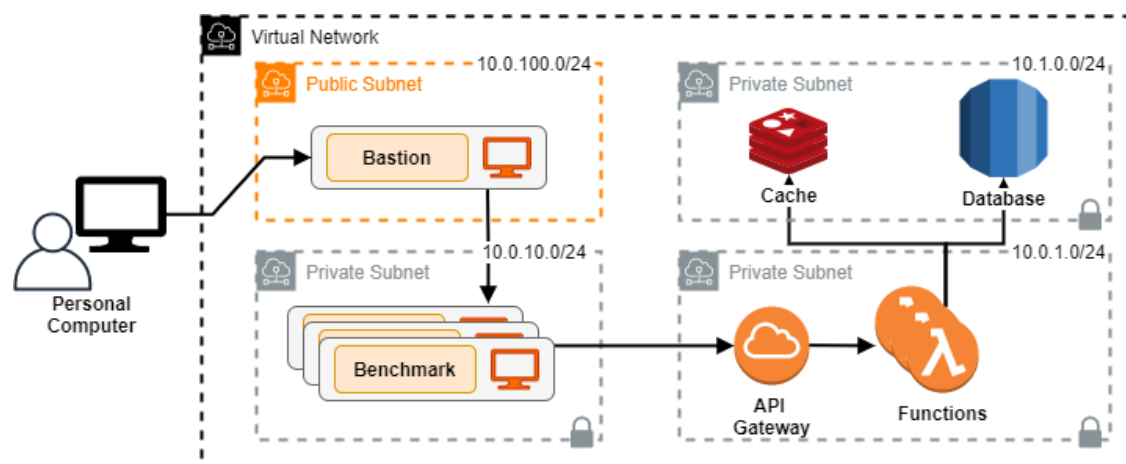 Virtual Network
10.0.100.0/24
Public Subnet
Bastion
10.1.0.0/24
Private Subnet
Cache
Database
Personal
Computer
10.0.10.0/24
Private Subnet
Benchmark
10.0.1.0/24
Private Subnet
API
Gateway
λ
Functions